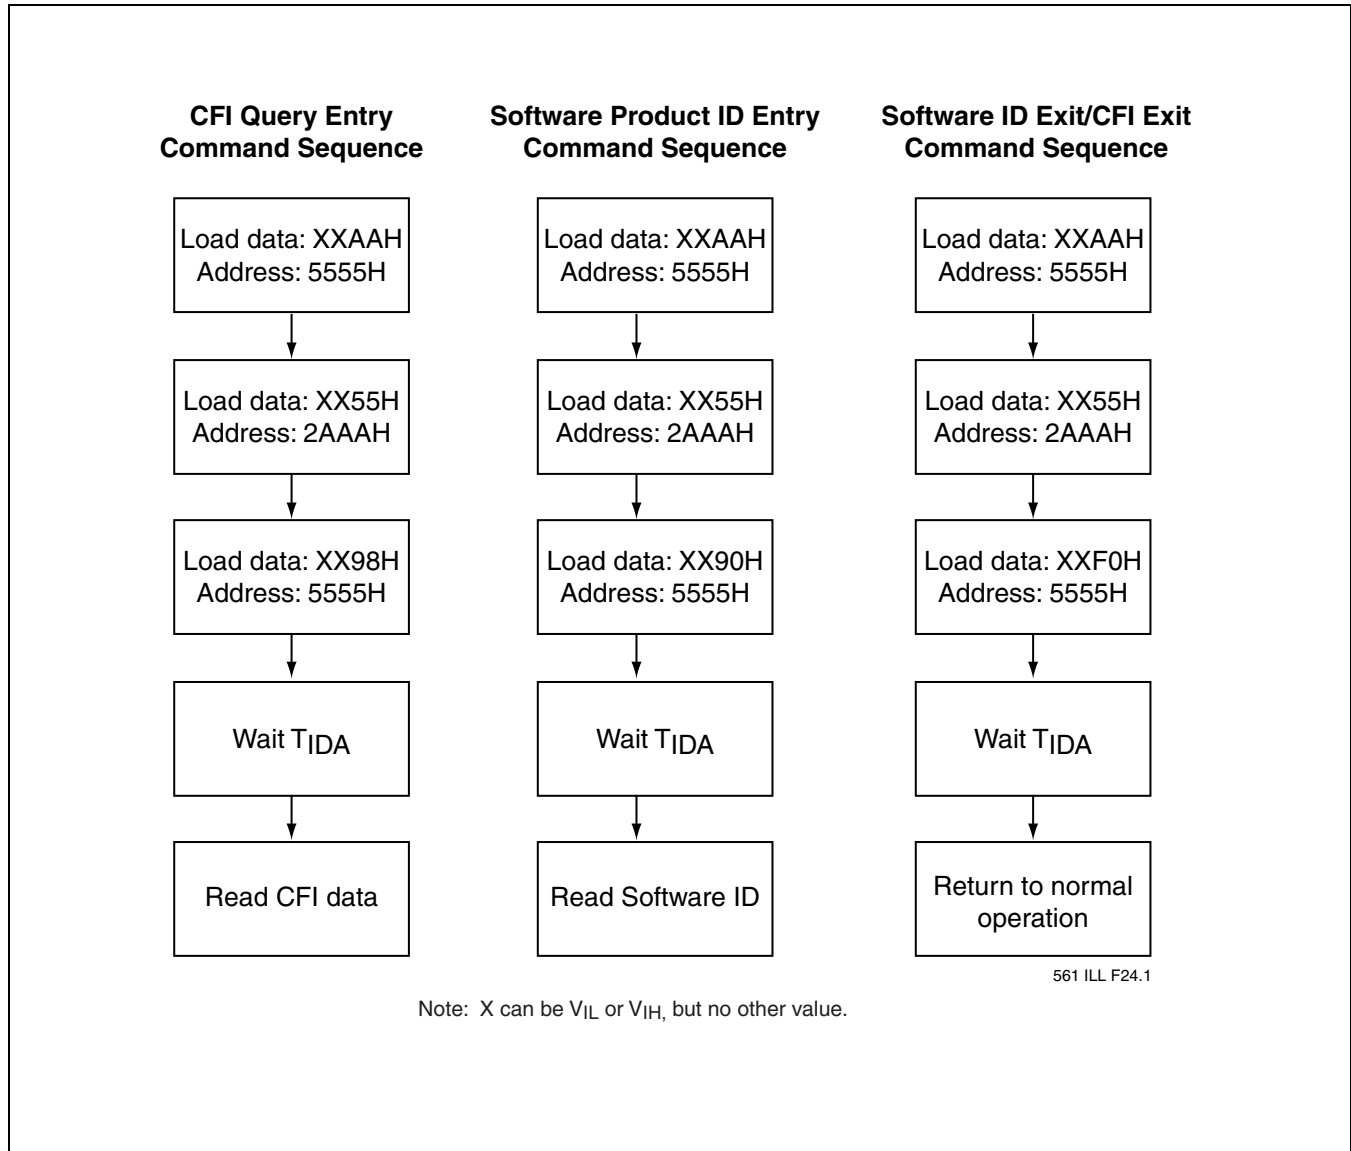 CFI Query Entry
Command Sequence
Load data: XXAAH
Address: 5555H
Load data: XX55H
Address: 2AAAH
Load data: XX98H
Address: 5555H
Wait TIDA
Read CFI data
Software Product ID Entry
Command Sequence
Load data: XXAAH
Address: 5555H
Load data: XX55H
Address: 2AAAH
Load data: XX90H
Address: 5555H
Wait TIDA
Read Software ID
Software ID Exit/CFI Exit
Command Sequence
Load data: XXAAH
Address: 5555H
Load data: XX55H
Address: 2AAAH
Load data: XXF0H
Address: 5555H
Wait TIDA
Return to normal
operation
561 ILL F24.1
Note: X can be VIL or VIH, but no other value.